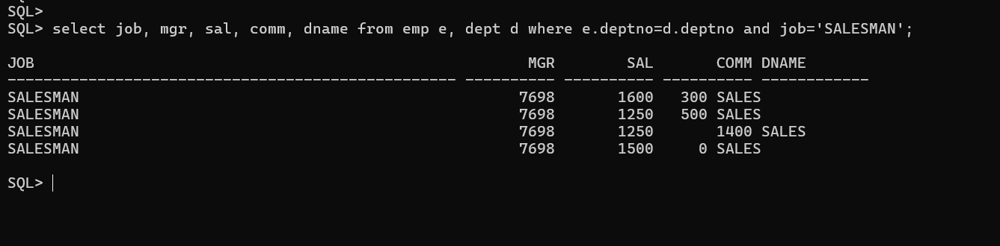 SQL>
SQL> select job, mgr, sal, comm, dname from emp e, dept d where e.deptno=d.deptno and job='SALESMAN';
JOB                                                       MGR        SAL       COMM DNAME
-------------------------------------------------- ---------- ---------- ---------- ------------
SALESMAN                                                 7698       1600   300 SALES
SALESMAN                                                 7698       1250   500 SALES
SALESMAN                                                 7698       1250       1400 SALES
SALESMAN                                                 7698       1500     0 SALES
SQL>